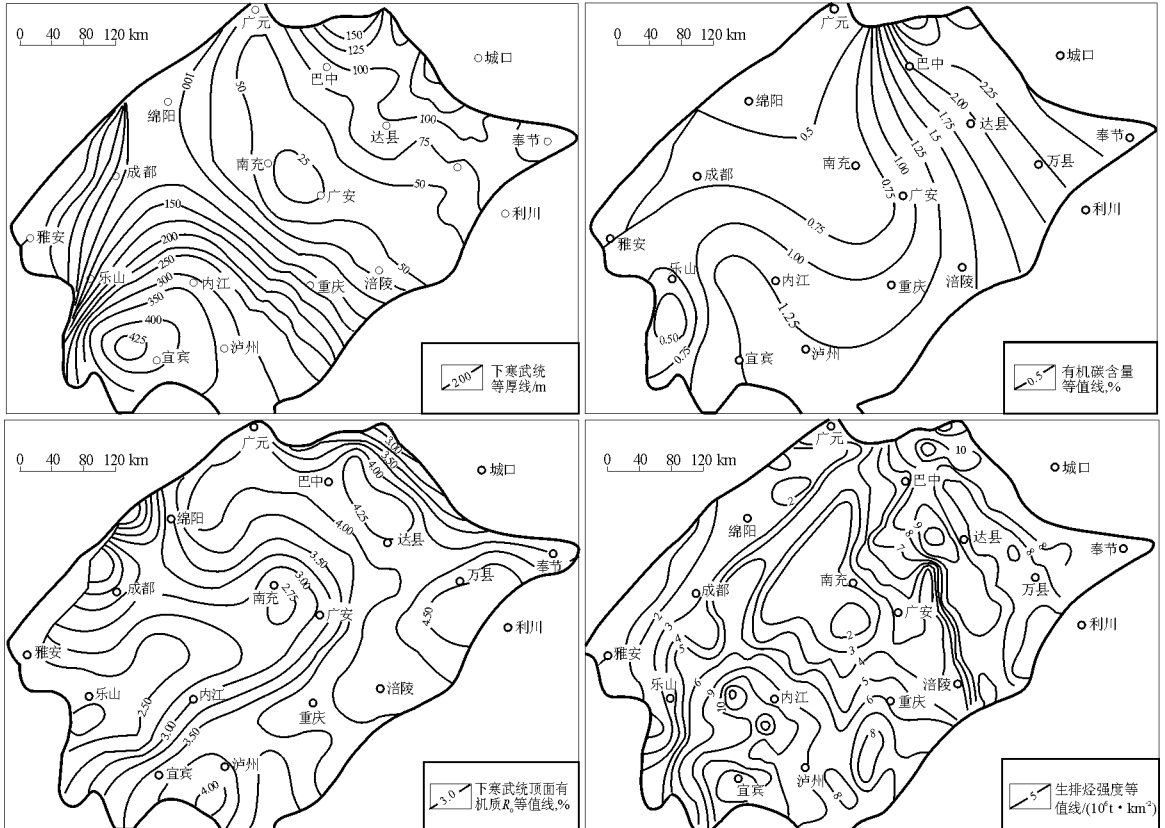 广元
0 40 80 120 km
150
125
100
城口
巴中
100
50
绵阳
达县
100
75
奉节
成都
南充
25
广安
50
利川
150
雅安
200
250
300
乐山
内江
重庆
涪陵
50
350
400
425
宜宾
泸州
200
下寒武统
等厚线/m
广元
0 40 80 120 km
城口
巴中
2.25
2.00
绵阳
0.5
1.75
达县
1.5
奉节
1.25
南充
1.00
万县
成都
0.75
广安
利川
雅安
0.75
1.00
乐山
内江
重庆
涪陵
1.25
0.50
0.75
宜宾
泸州
0.5
有机碳含量
等值线,%
广元
3.00
3.50
0 40 80 120 km
4.00
城口
巴中
4.25
绵阳
4.00
达县
3.50
奉节
3.00
万县
成都
南充
2.75
广安
4.50
利川
雅安
乐山
2.50
内江
涪陵
重庆
3.00
3.50
宜宾
泸州
4.00
3.0
下寒武统顶面有
机质Ro等值线,%
广元
10
0 40 80 120 km
城口
巴中
2
绵阳
9
8
达县
7
8
8
奉节
南充
万县
成都
2
广安
2
利川
3
3
4
4
5
雅安
5
6
涪陵
乐山
9
内江
6
重庆
10
8
宜宾
泸州
8
5
生排烃强度等
值线/(10⁶t·km⁻²)